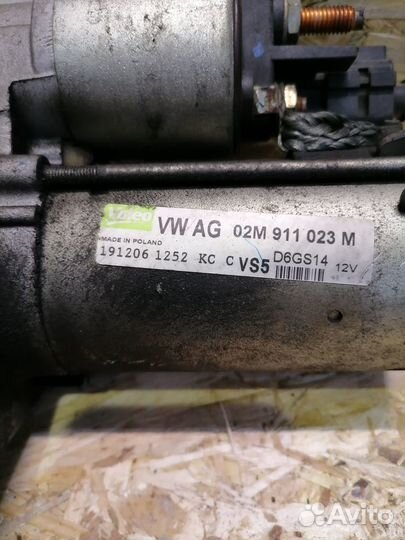 Valeo
VW AG 02M 911 023 M
MADE IN POLAND
191206 1252 KC C VS5 D6GS14 12V
Avito